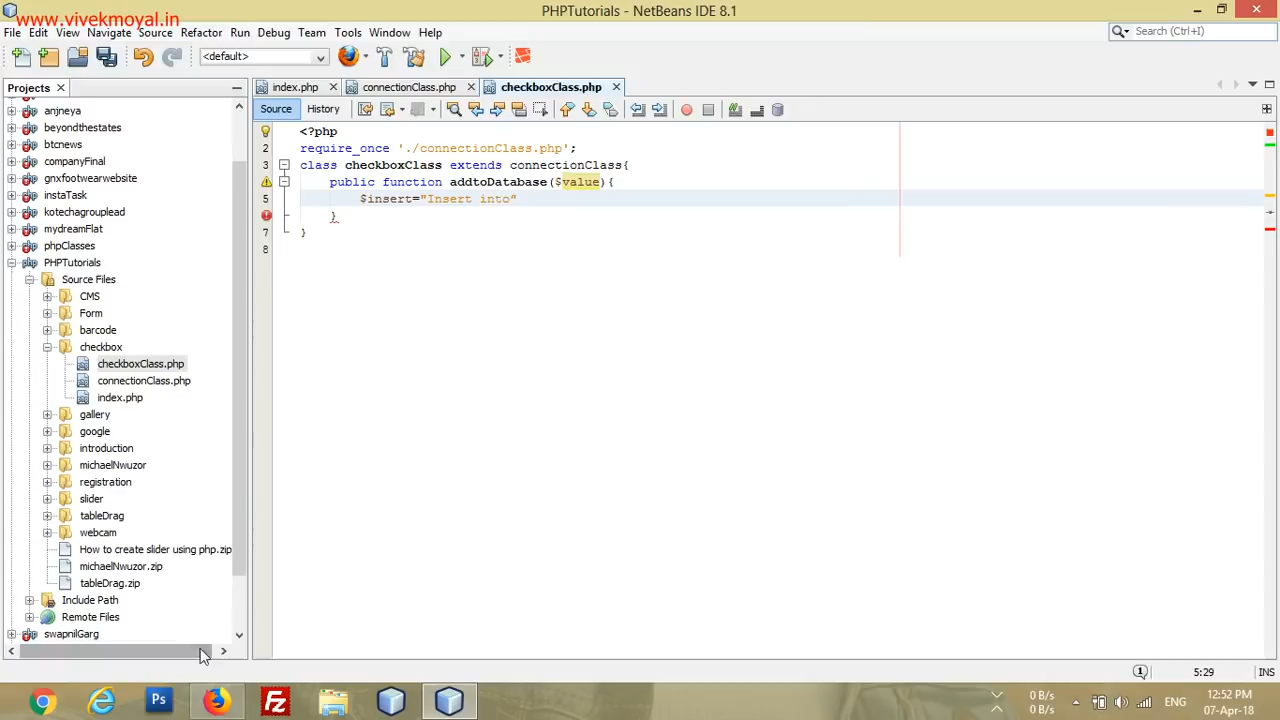 www.vivekmoyal.in
PHPTutorials - NetBeans IDE 8.1
File Edit View Navigate Source Refactor Run Debug Team Tools Window Help
Search (Ctrl+I)
<default>
Projects
index.php
connectionClass.php
checkboxClass.php
Source History
anjneya
beyondthestates
btcnews
companyFinal
gnxfootwearwebsite
instaTask
kotechagrouplead
mydreamFlat
phpClasses
PHPTutorials
Source Files
CMS
Form
barcode
checkbox
checkboxClass.php
connectionClass.php
index.php
gallery
google
introduction
michaelNwuzor
registration
slider
tableDrag
webcam
How to create slider using php.zip
michaelNwuzor.zip
tableDrag.zip
Include Path
Remote Files
swapnilGarg
<?php
2 require_once './connectionClass.php';
3 class checkboxClass extends connectionClass{
public function addtoDatabase($value){
5 $insert="Insert into"
}
7 }
8
5:29 INS
Ps
Fz
0 B/s
0 B/s
ENG
12:52 PM
07-Apr-18